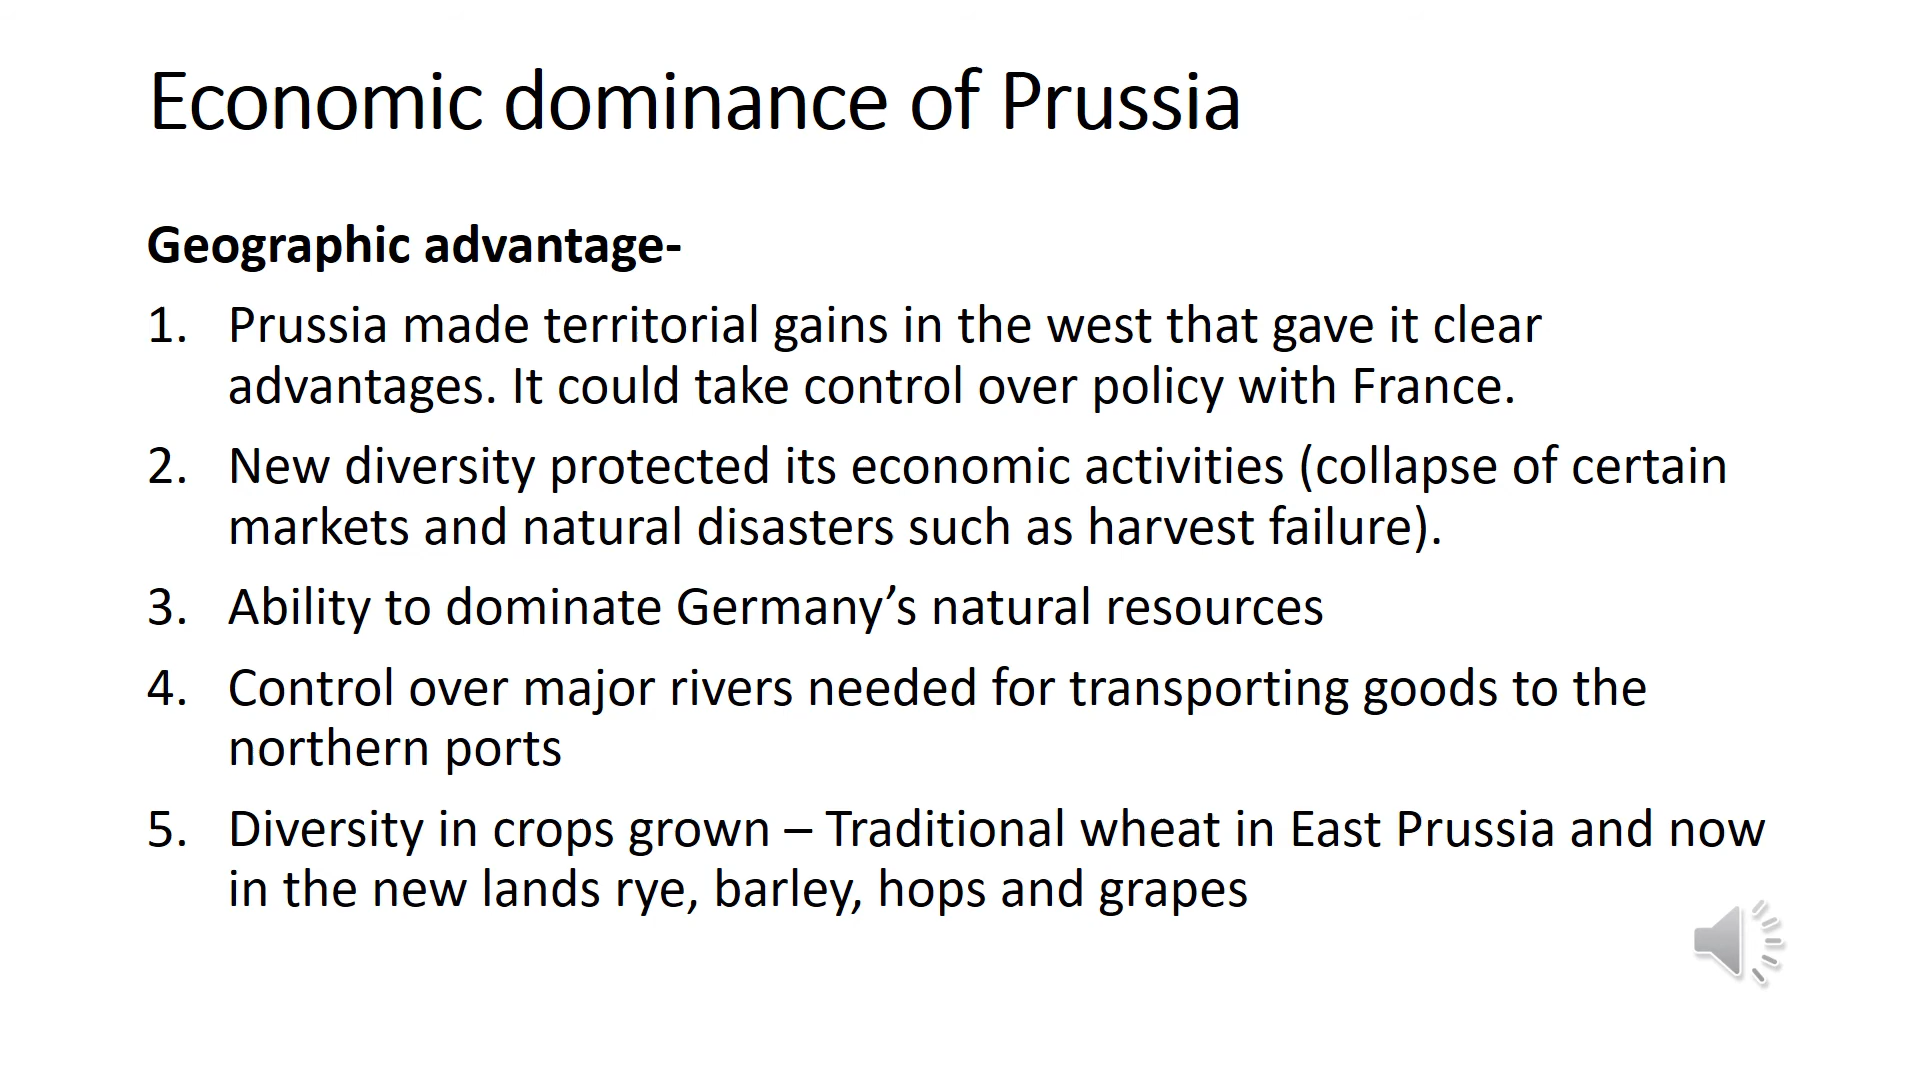 Economic dominance of Prussia
Geographic advantage-
1. Prussia made territorial gains in the west that gave it clear
advantages. It could take control over policy with France.
2. New diversity protected its economic activities (collapse of certain
markets and natural disasters such as harvest failure).
3. Ability to dominate Germany’s natural resources
4. Control over major rivers needed for transporting goods to the
northern ports
5. Diversity in crops grown – Traditional wheat in East Prussia and now
in the new lands rye, barley, hops and grapes